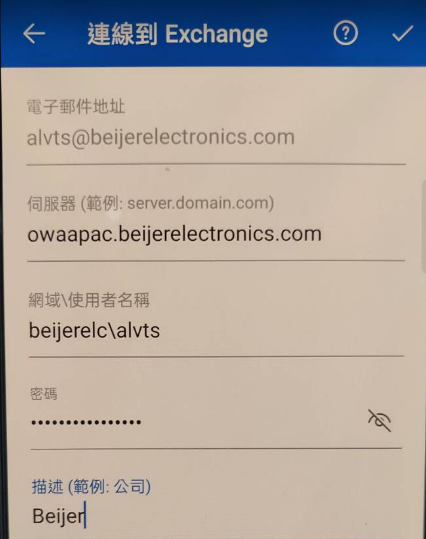 連線到 Exchange
電子郵件地址
alvts@beijerelectronics.com
伺服器 (範例: server.domain.com)
owaapac.beijerelectronics.com
網域\使用者名稱
beijerelc\alvts
密碼
••••••••••••••••
描述 (範例: 公司)
Beijer